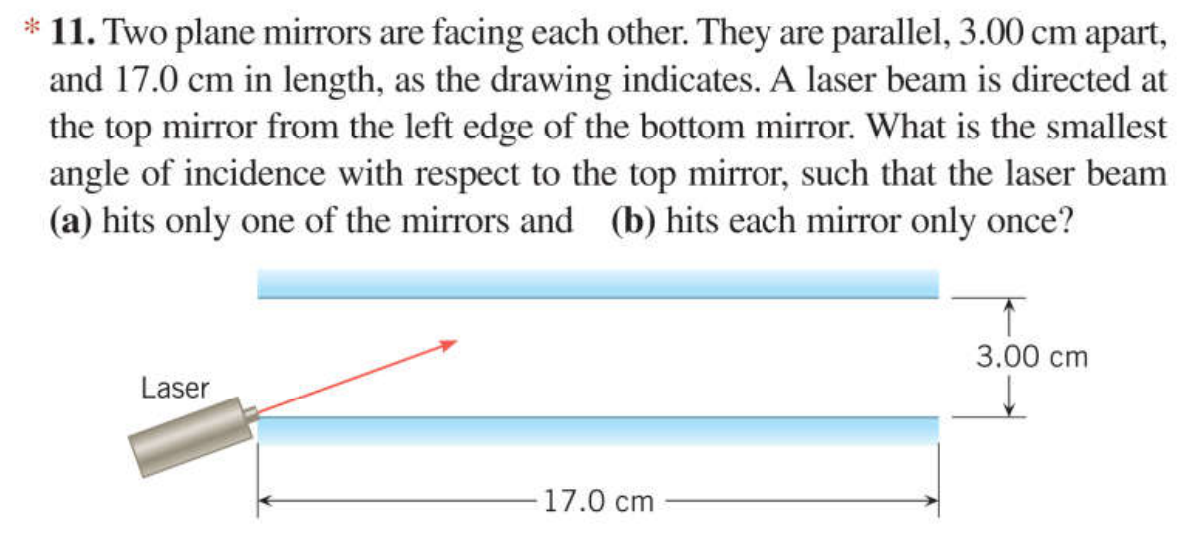 * 11. Two plane mirrors are facing each other. They are parallel, 3.00 cm apart,
and 17.0 cm in length, as the drawing indicates. A laser beam is directed at
the top mirror from the left edge of the bottom mirror. What is the smallest
angle of incidence with respect to the top mirror, such that the laser beam
(a) hits only one of the mirrors and (b) hits each mirror only once?
3.00 cm
Laser
17.0 cm